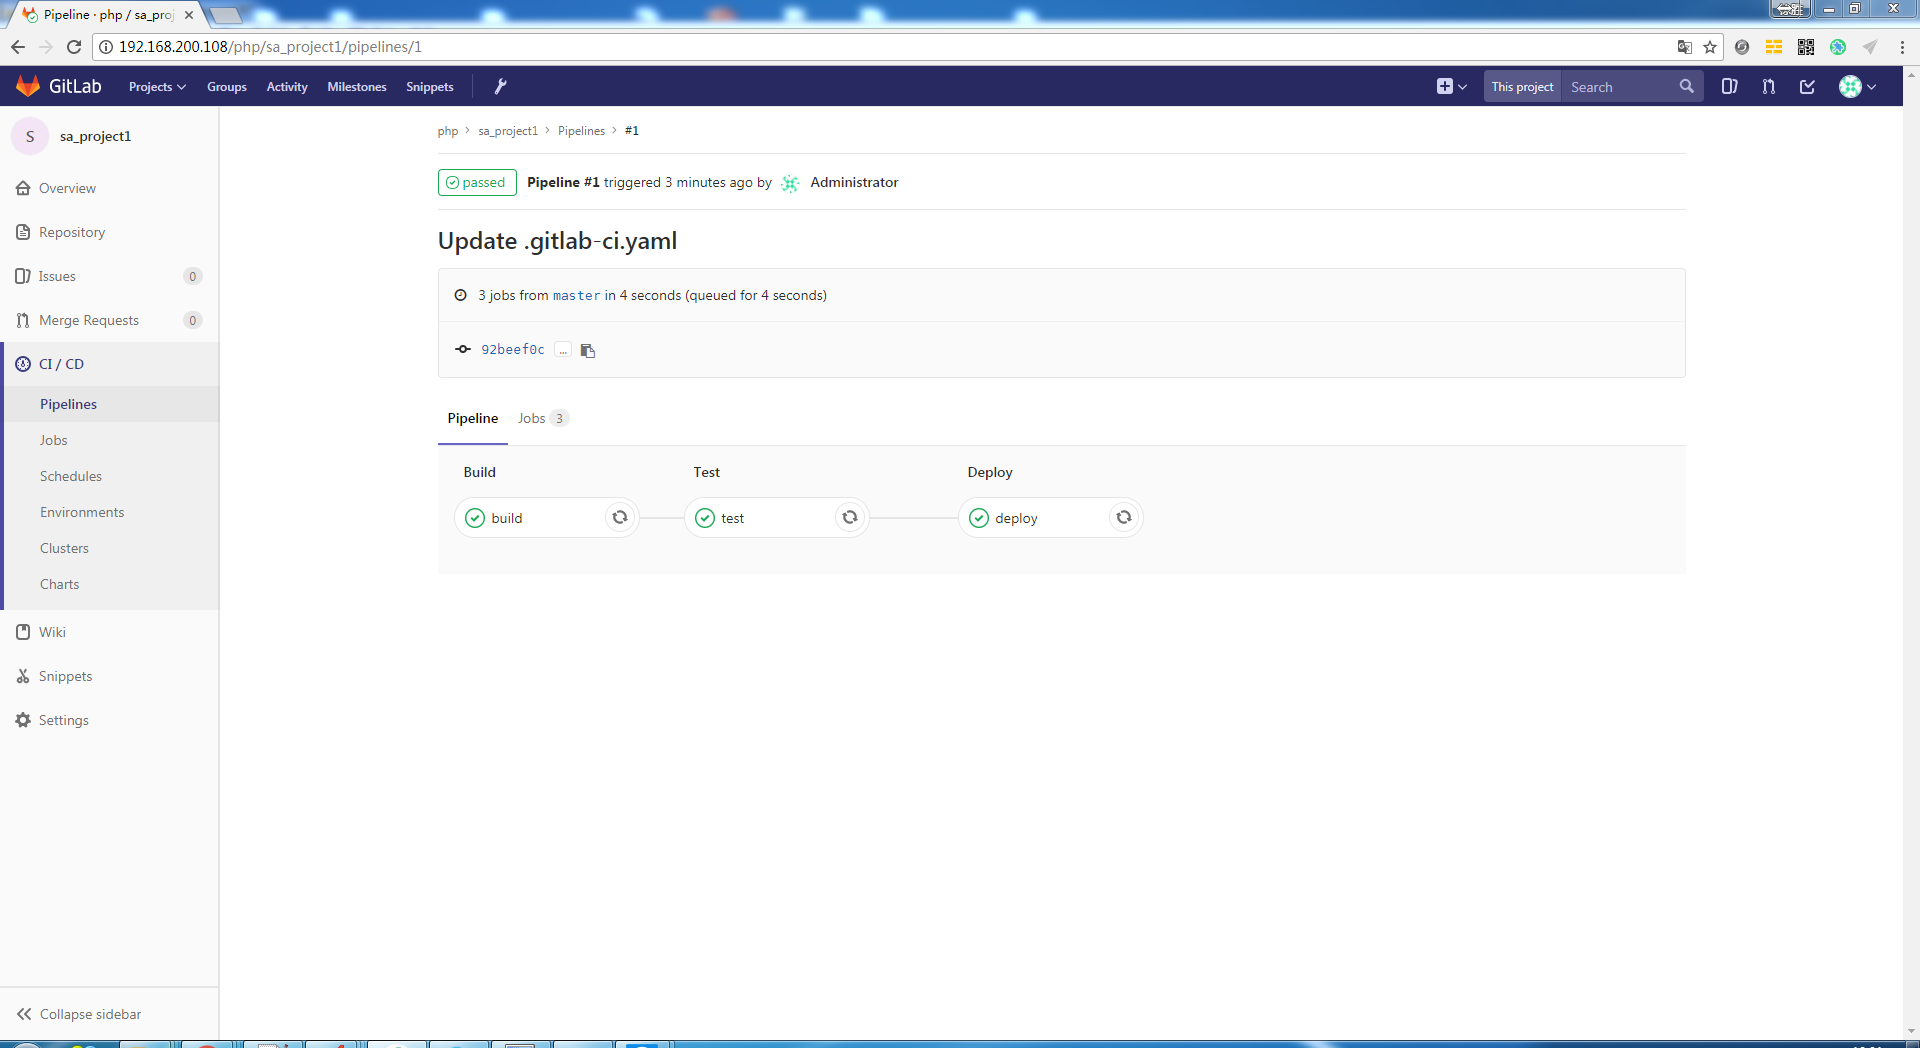 Pipeline · php / sa_proj
192.168.200.108/php/sa_project1/pipelines/1
GitLab Projects Groups Activity Milestones Snippets This project Search
S sa_project1
Overview
Repository
Issues 0
Merge Requests 0
CI / CD
Pipelines
Jobs
Schedules
Environments
Clusters
Charts
Wiki
Snippets
Settings
Collapse sidebar
php > sa_project1 > Pipelines > #1
passed Pipeline #1 triggered 3 minutes ago by Administrator
Update .gitlab-ci.yaml
3 jobs from master in 4 seconds (queued for 4 seconds)
92beef0c ...
Pipeline Jobs 3
Build Test Deploy
build test deploy